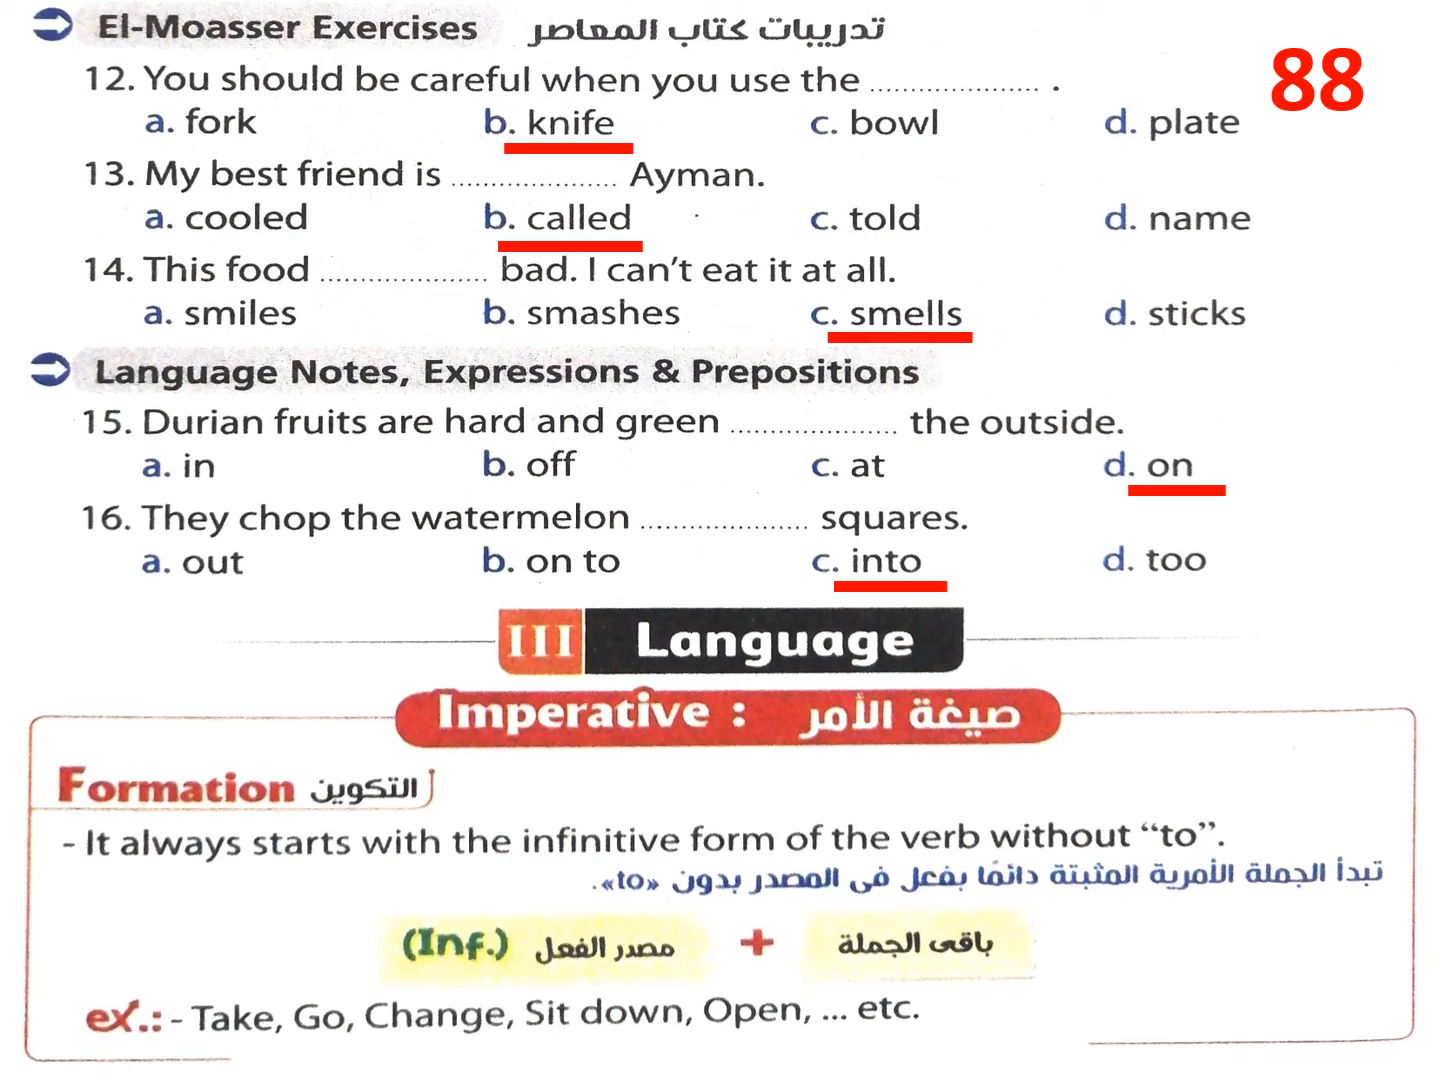 El-Moasser Exercises تدريبات كتاب المعاصر
88
12. You should be careful when you use the .................... .
a. fork b. knife c. bowl d. plate
13. My best friend is .................... Ayman.
a. cooled b. called c. told d. name
14. This food .................... bad. I can't eat it at all.
a. smiles b. smashes c. smells d. sticks
Language Notes, Expressions & Prepositions
15. Durian fruits are hard and green .................... the outside.
a. in b. off c. at d. on
16. They chop the watermelon .................... squares.
a. out b. on to c. into d. too
III Language
Imperative : صيغة الأمر
Formation التكوين
- It always starts with the infinitive form of the verb without "to".
تبدأ الجملة الأمرية المثبتة دائمًا بفعل فى المصدر بدون «to».
(Inf.) مصدر الفعل + باقى الجملة
ex.: - Take, Go, Change, Sit down, Open, ... etc.